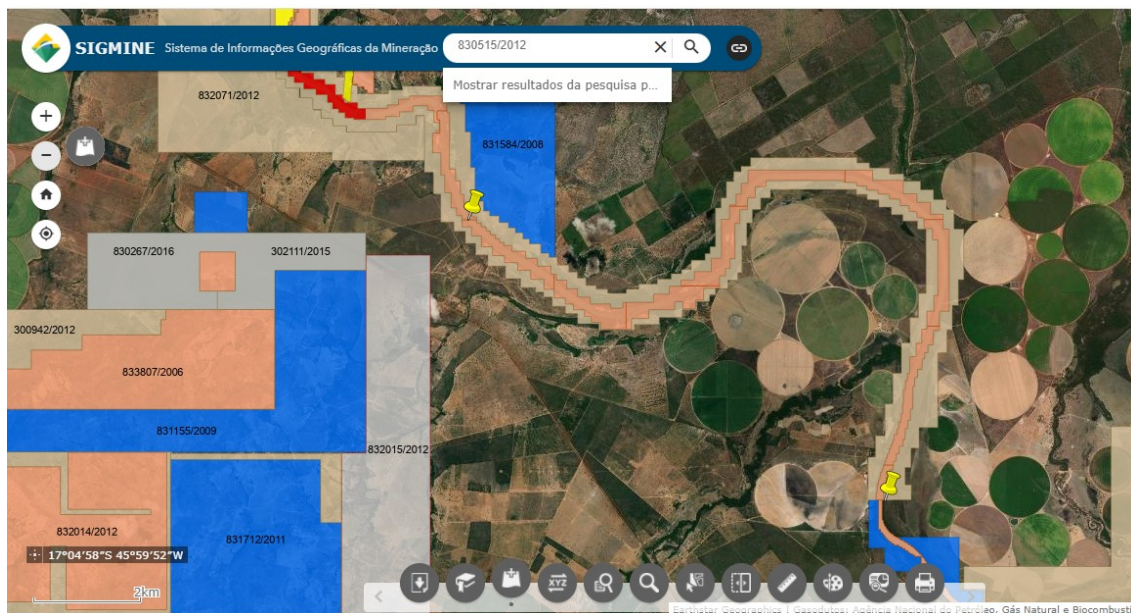 SIGMINE Sistema de Informações Geográficas da Mineração 830515/2012
Mostrar resultados da pesquisa p...
832071/2012
831584/2008
830267/2016 302111/2015
300942/2012
833807/2006
831155/2009
832015/2012
832014/2012
831712/2011
17°04'58"S 45°59'52"W
2km
XYZ
Earthstar Geographics | Gasodutos: Agência Nacional do Petróleo, Gás Natural e Biocombust